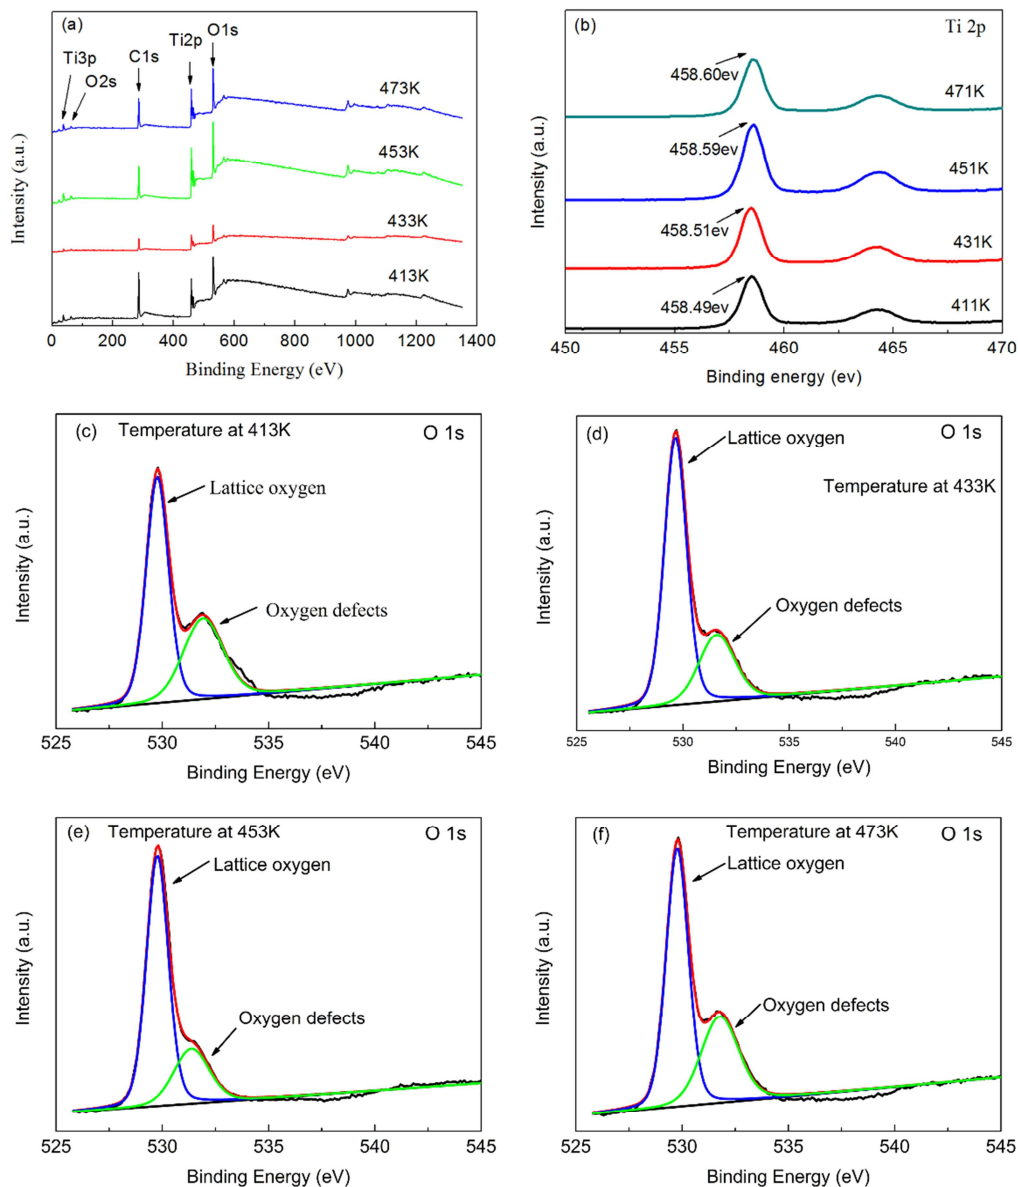 (a)
Ti3p
O2s
C1s
Ti2p
O1s
473K
453K
433K
413K
Intensity (a.u.)
0 200 400 600 800 1000 1200 1400
Binding Energy (eV)
(b)
Ti 2p
458.60ev
471K
458.59ev
451K
458.51ev
431K
458.49ev
411K
Intensity (a.u.)
450 455 460 465 470
Binding energy (ev)
(c)
Temperature at 413K
O 1s
Lattice oxygen
Oxygen defects
Intensity (a.u.)
525 530 535 540 545
Binding Energy (eV)
(d)
O 1s
Lattice oxygen
Temperature at 433K
Oxygen defects
Intensity (a.u.)
525 530 535 540 545
Binding Energy (eV)
(e)
Temperature at 453K
O 1s
Lattice oxygen
Oxygen defects
Intensity (a.u.)
525 530 535 540 545
Binding Energy (eV)
(f)
Temperature at 473K
O 1s
Lattice oxygen
Oxygen defects
Intensity (a.u.)
525 530 535 540 545
Binding Energy (eV)